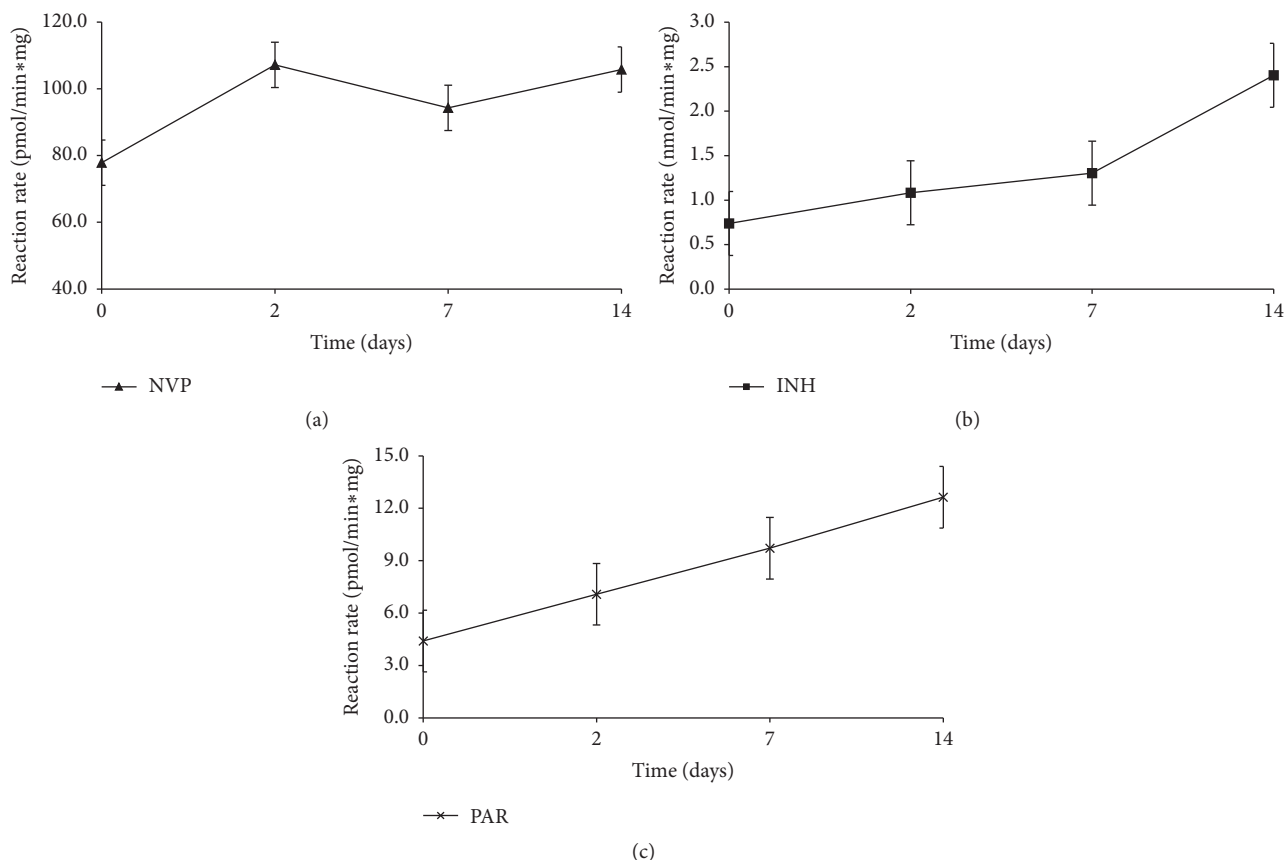 Reaction rate (pmol/min∗mg)
120.0
100.0
80.0
60.0
40.0
0
2
7
14
Time (days)
NVP
(a)
Reaction rate (nmol/min∗mg)
3.0
2.5
2.0
1.5
1.0
0.5
0.0
0
2
7
14
Time (days)
INH
(b)
Reaction rate (pmol/min∗mg)
15.0
12.0
9.0
6.0
3.0
0.0
0
2
7
14
Time (days)
PAR
(c)